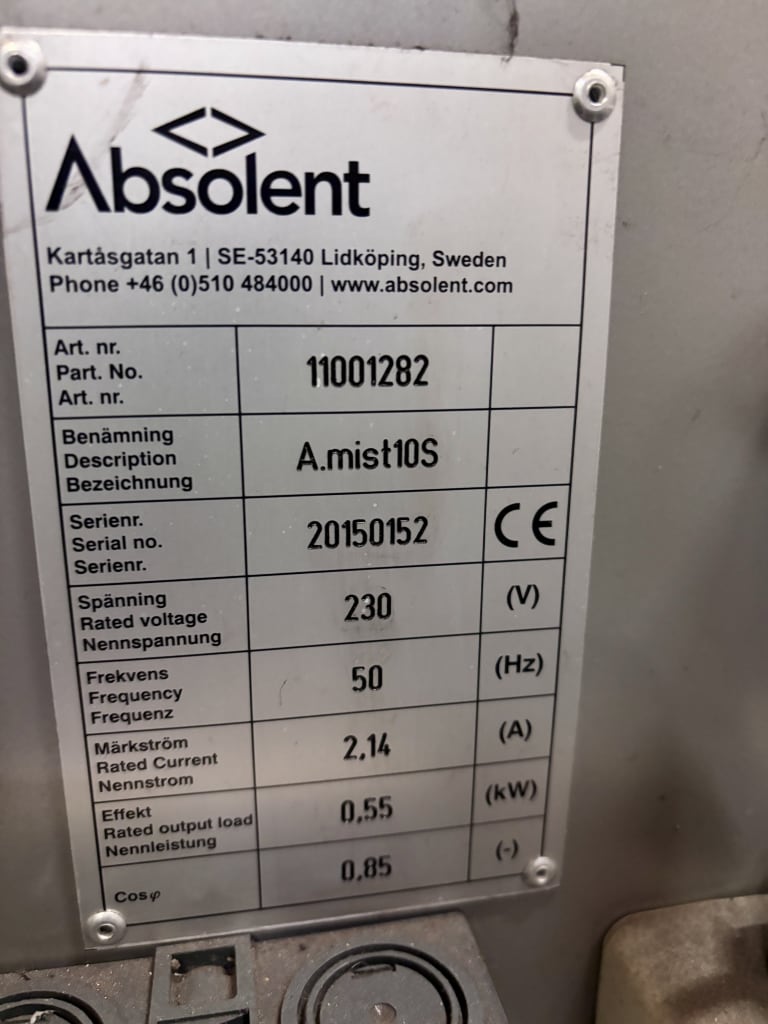 Absolent
Kartåsgatan 1 | SE-53140 Lidköping, Sweden
Phone +46 (0)510 484000 | www.absolent.com
Art. nr.
Part. No.
Art. nr.
11001282
Benämning
Description
Bezeichnung
A.mist10S
Serienr.
Serial no.
Serienr.
20150152
CE
Spänning
Rated voltage
Nennspannung
230
(V)
Frekvens
Frequency
Frequenz
50
(Hz)
Märkström
Rated Current
Nennstrom
2,14
(A)
Effekt
Rated output load
Nennleistung
0,55
(kW)
Cosφ
0,85
(-)